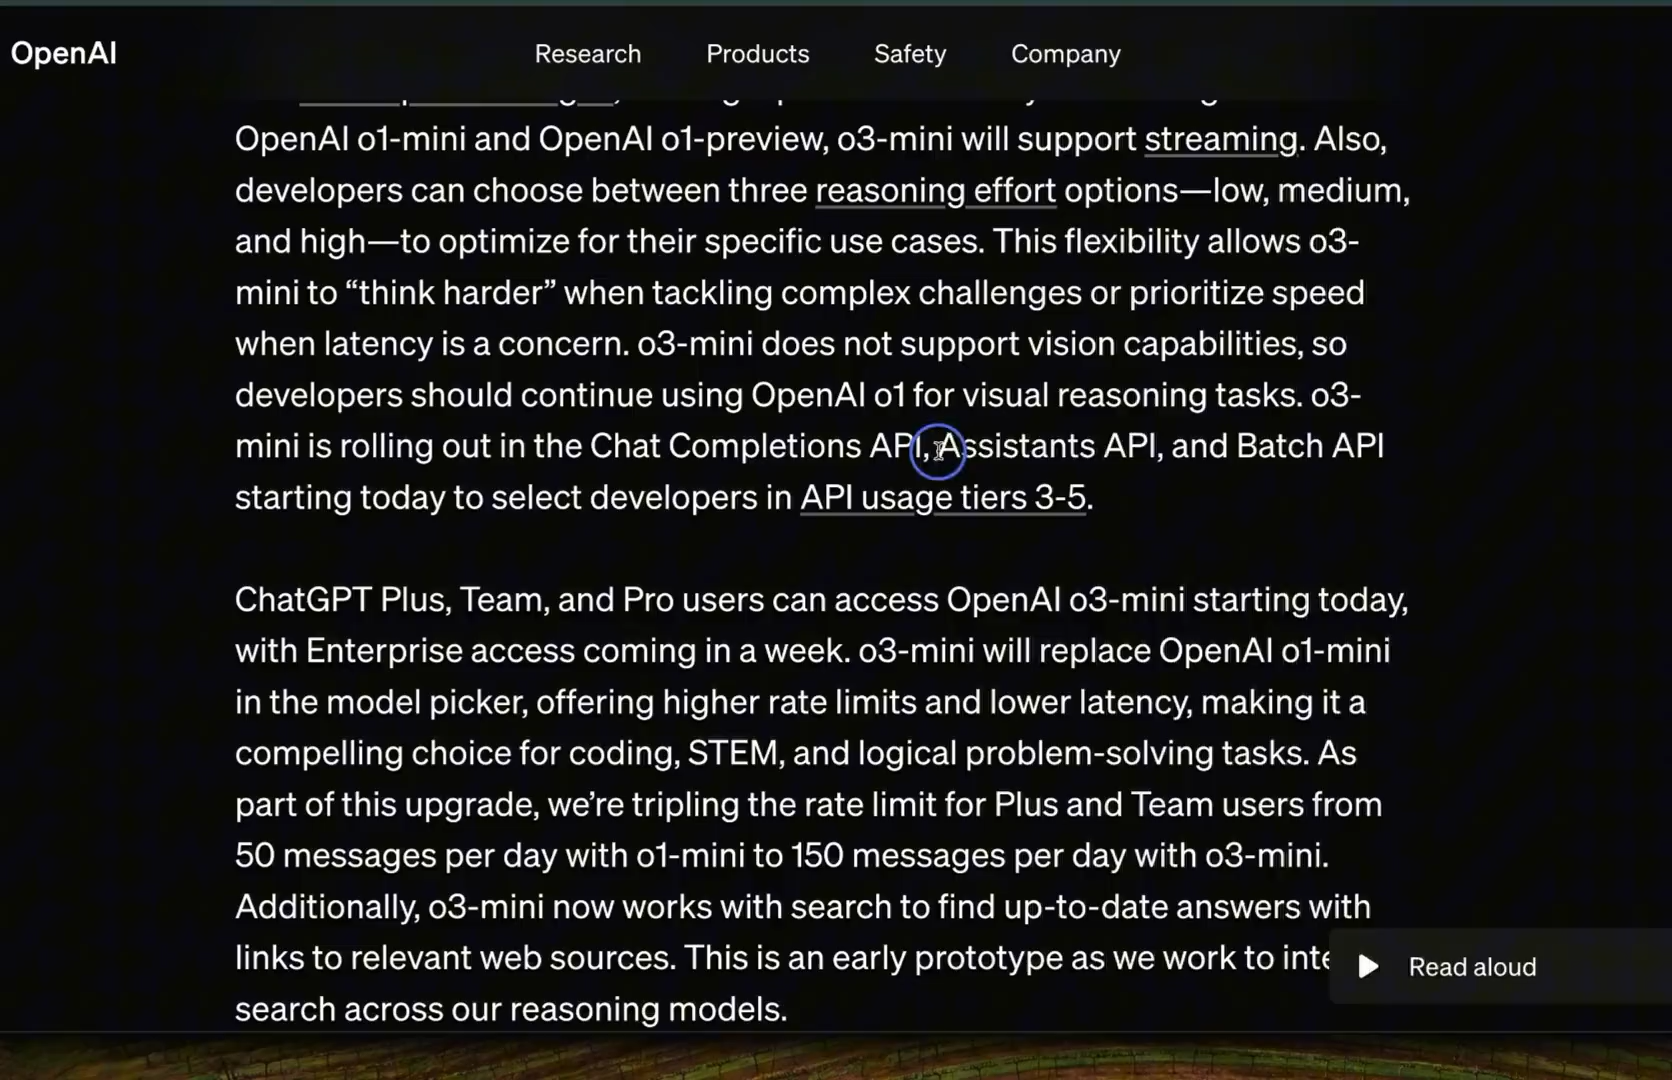 OpenAI
Research Products Safety Company
OpenAI o1-mini and OpenAI o1-preview, o3-mini will support streaming. Also,
developers can choose between three reasoning effort options—low, medium,
and high—to optimize for their specific use cases. This flexibility allows o3-
mini to “think harder” when tackling complex challenges or prioritize speed
when latency is a concern. o3-mini does not support vision capabilities, so
developers should continue using OpenAI o1 for visual reasoning tasks. o3-
mini is rolling out in the Chat Completions API, Assistants API, and Batch API
starting today to select developers in API usage tiers 3-5.
ChatGPT Plus, Team, and Pro users can access OpenAI o3-mini starting today,
with Enterprise access coming in a week. o3-mini will replace OpenAI o1-mini
in the model picker, offering higher rate limits and lower latency, making it a
compelling choice for coding, STEM, and logical problem-solving tasks. As
part of this upgrade, we’re tripling the rate limit for Plus and Team users from
50 messages per day with o1-mini to 150 messages per day with o3-mini.
Additionally, o3-mini now works with search to find up-to-date answers with
links to relevant web sources. This is an early prototype as we work to inte
Read aloud
search across our reasoning models.